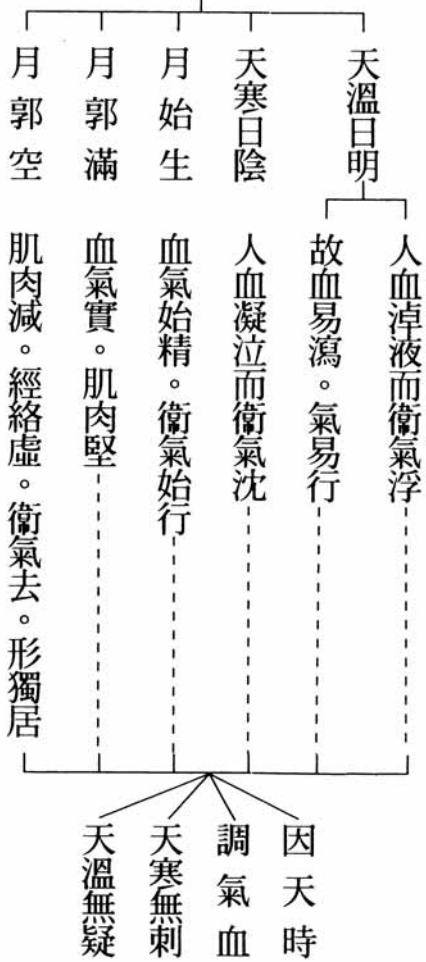 天溫日明
天寒日陰
月始生
月郭滿
月郭空
人血淖液而衛氣浮
故血易瀉。氣易行
人血凝泣而衛氣沈
血氣始精。衛氣始行
血氣實。肌肉堅
肌肉減。經絡虛。衛氣去。形獨居
因天時
調氣血
天寒無刺
天溫無疑